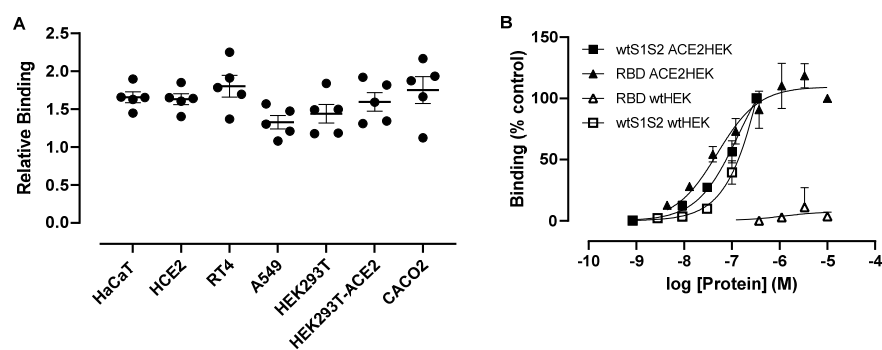 A
Relative Binding
2.5
2.0
1.5
1.0
0.5
0.0
HaCaT
HCE2
RT4
A549
HEK293T
HEK293T-ACE2
CACO2
B
Binding (% control)
150
100
50
0
wtS1S2 ACE2HEK
RBD ACE2HEK
RBD wtHEK
wtS1S2 wtHEK
-10 -9 -8 -7 -6 -5 -4
log [Protein] (M)